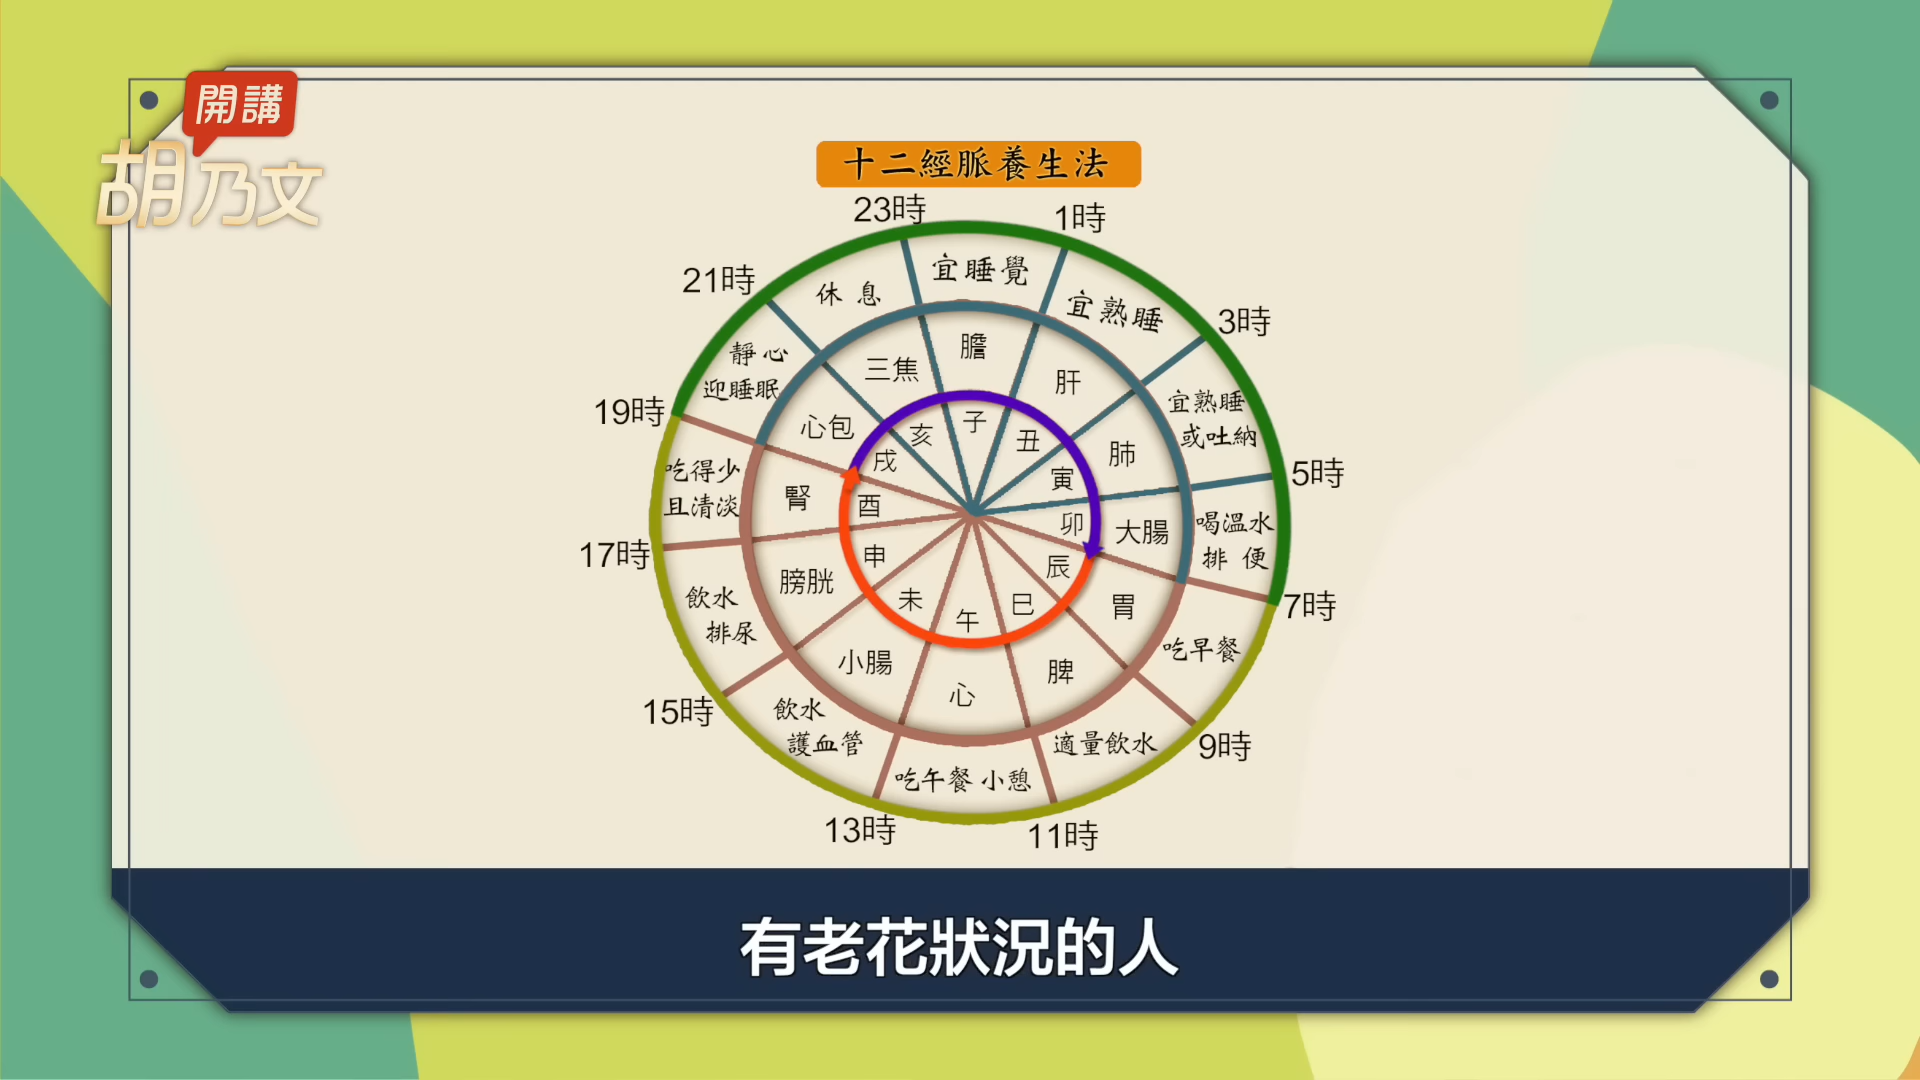 開講
胡乃文
十二經脈養生法
23時
1時
3時
5時
7時
9時
11時
13時
15時
17時
19時
21時
宜睡覺
宜熟睡
宜熟睡
或吐納
喝溫水
排便
吃早餐
適量飲水
吃午餐 小憩
飲水
護血管
飲水
排尿
吃得少
且清淡
靜心
迎睡眠
休息
膽
肝
肺
大腸
胃
脾
心
小腸
膀胱
腎
心包
三焦
子
丑
寅
卯
辰
巳
午
未
申
酉
戌
亥
有老花狀況的人